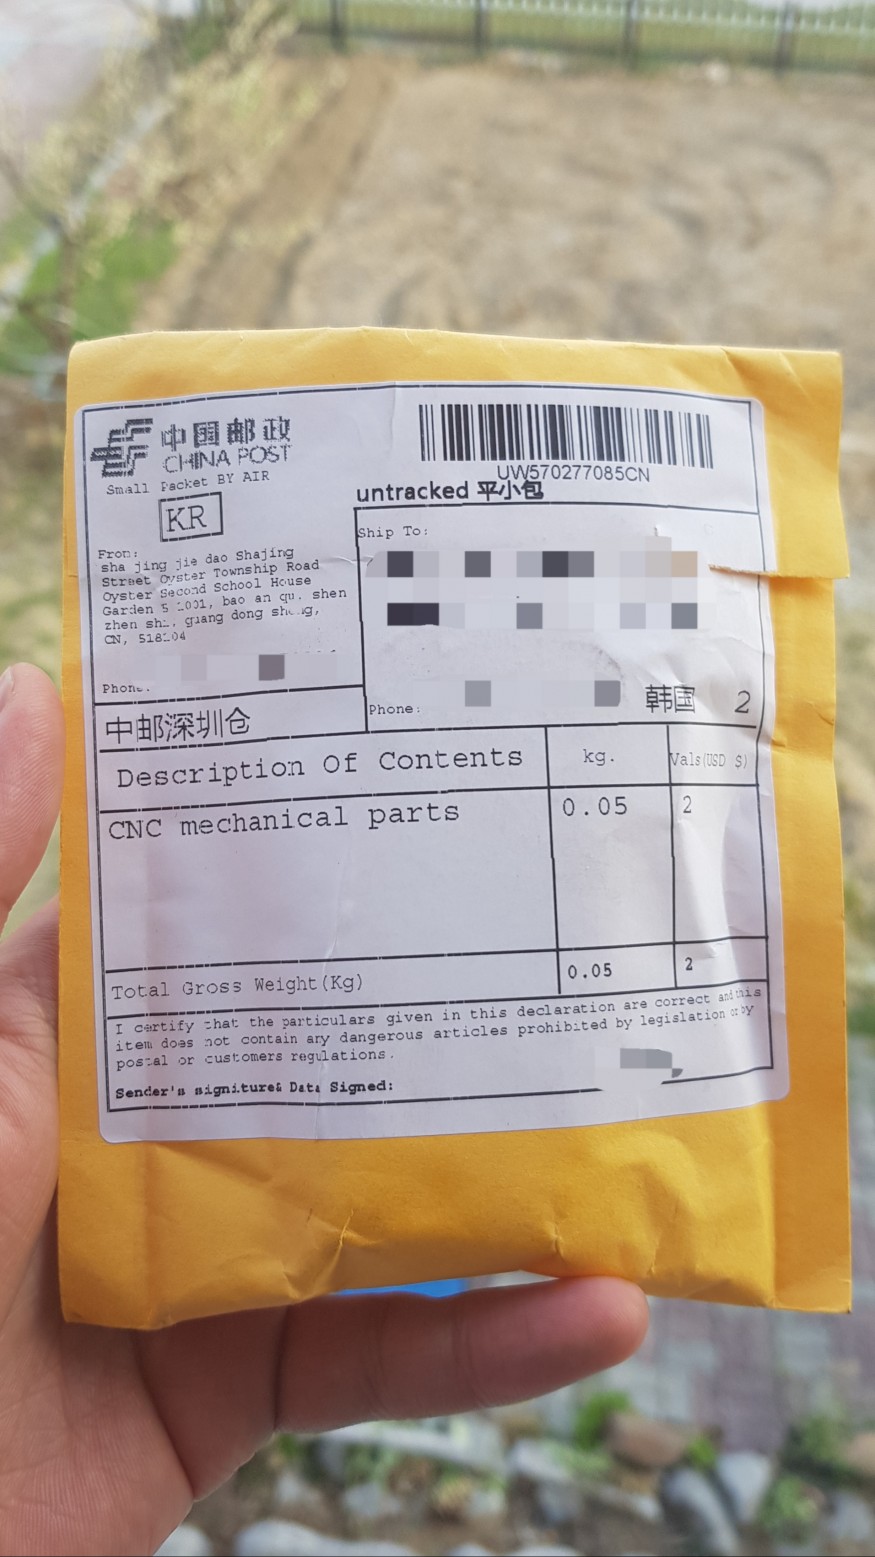 中国邮政
CHINA POST
Small Packet BY AIR
KR
UW570277085CN
untracked 平小包
From:
sha jing jie dao Shajing
Street Oyster Township Road
Oyster Second School House
Garden 5 1001, bao an qu, shen
zhen shi, guang dong sheng,
CN, 518104
Phone:
Ship To:
Phone:
韩国 2
中邮深圳仓
Description Of Contents kg. Vals(USD $)
CNC mechanical parts 0.05 2
Total Gross Weight(Kg) 0.05 2
I certify that the particulars given in this declaration are correct and this
item does not contain any dangerous articles prohibited by legislation or by
postal or customers regulations.
Sender's signiture& Data Signed: